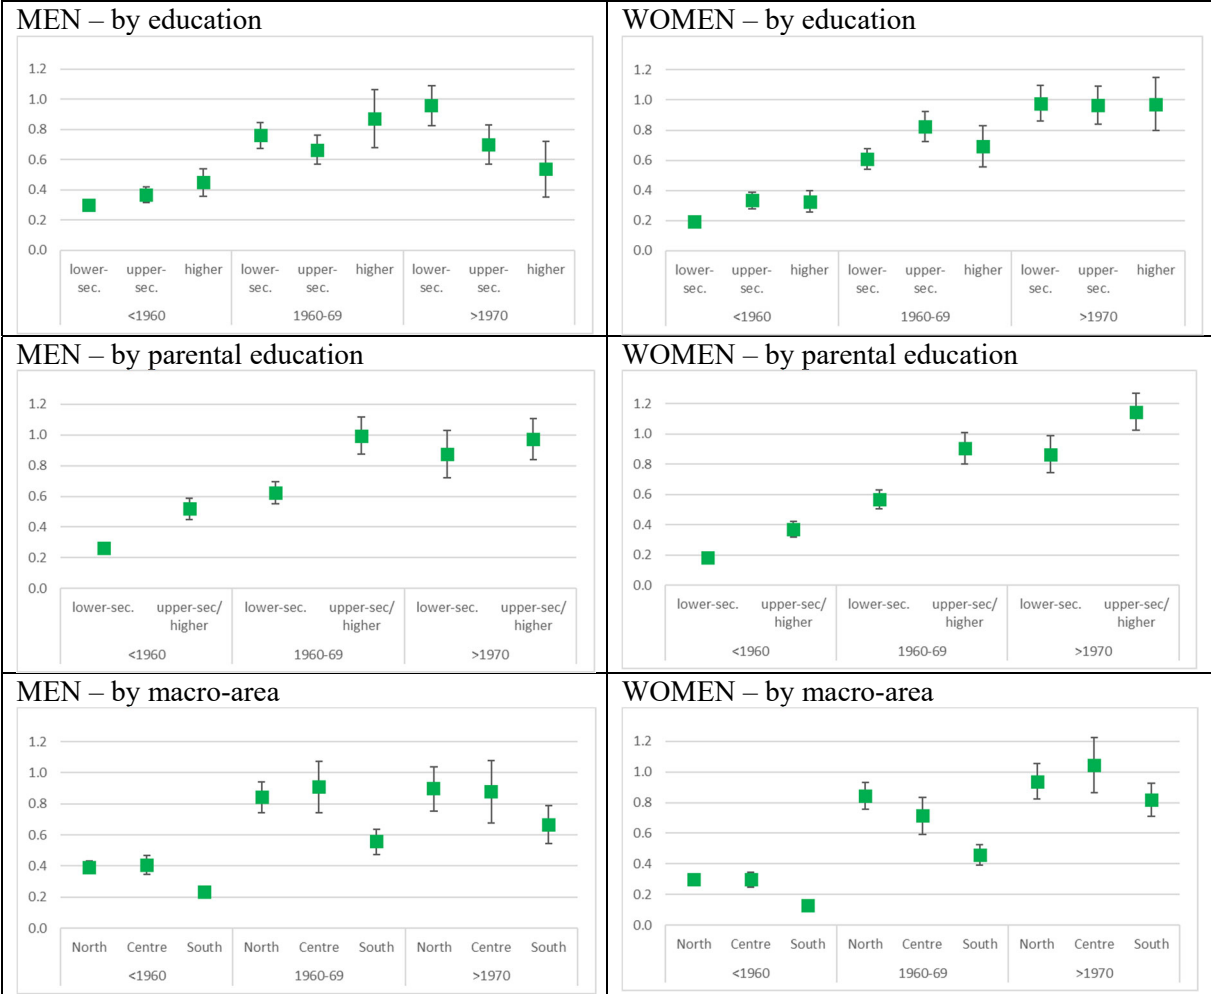 MEN – by education
1.2
1.0
0.8
0.6
0.4
0.2
0.0
lower- upper- higher lower- upper- higher lower- upper- higher
sec. sec. sec. sec. sec. sec.
<1960 1960-69 >1970
WOMEN – by education
1.2
1.0
0.8
0.6
0.4
0.2
0.0
lower- upper- higher lower- upper- higher lower- upper- higher
sec. sec. sec. sec. sec. sec.
<1960 1960-69 >1970
MEN – by parental education
1.2
1.0
0.8
0.6
0.4
0.2
0.0
lower-sec. upper-sec/ lower-sec. upper-sec/ lower-sec. upper-sec/
higher higher higher
<1960 1960-69 >1970
WOMEN – by parental education
1.2
1.0
0.8
0.6
0.4
0.2
0.0
lower-sec. upper-sec/ lower-sec. upper-sec/ lower-sec. upper-sec/
higher higher higher
<1960 1960-69 >1970
MEN – by macro-area
1.2
1.0
0.8
0.6
0.4
0.2
0.0
North Centre South North Centre South North Centre South
<1960 1960-69 >1970
WOMEN – by macro-area
1.2
1.0
0.8
0.6
0.4
0.2
0.0
North Centre South North Centre South North Centre South
<1960 1960-69 >1970